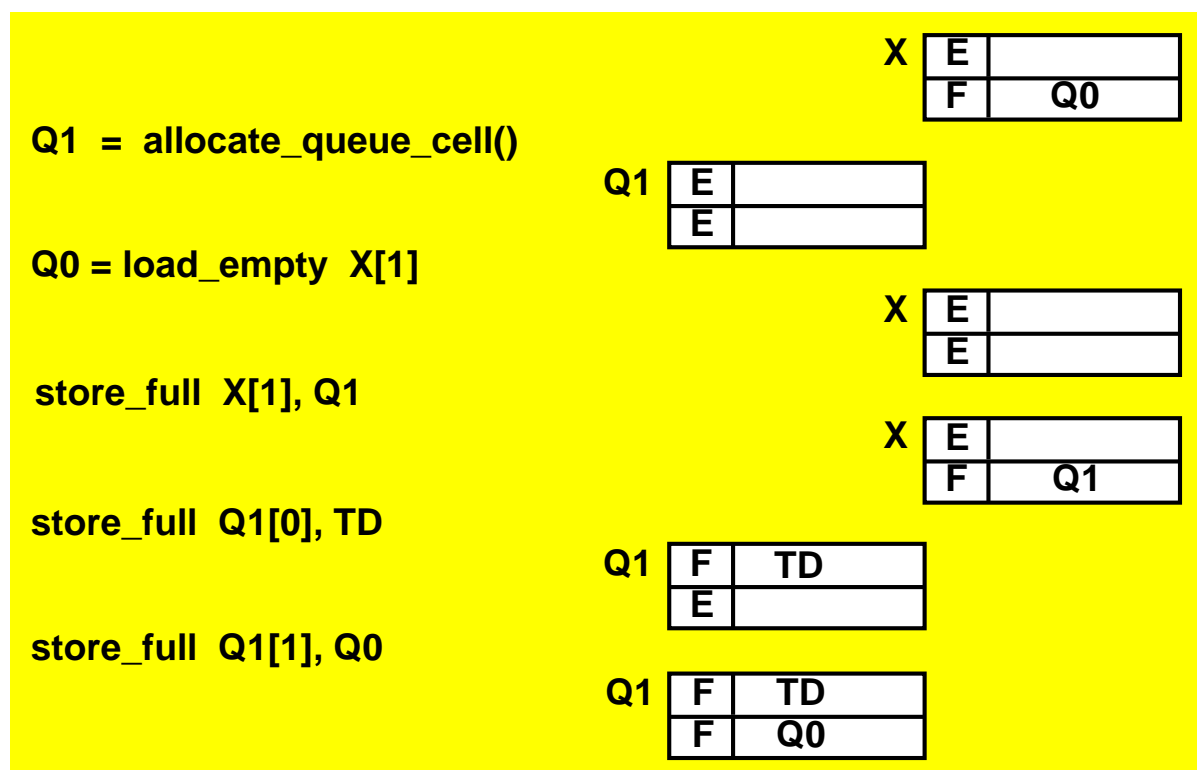 X E
F Q0
Q1 = allocate_queue_cell()
Q1 E
E
Q0 = load_empty X[1]
X E
E
store_full X[1], Q1
X E
F Q1
store_full Q1[0], TD
Q1 F TD
E
store_full Q1[1], Q0
Q1 F TD
F Q0